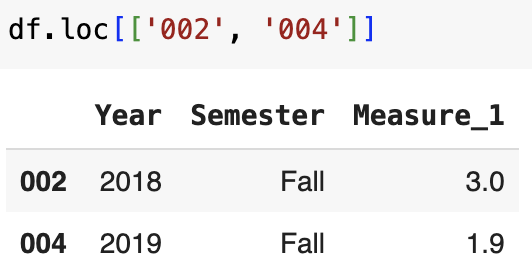 df.loc[['002', '004']]
Year Semester Measure_1
002 2018 Fall 3.0
004 2019 Fall 1.9